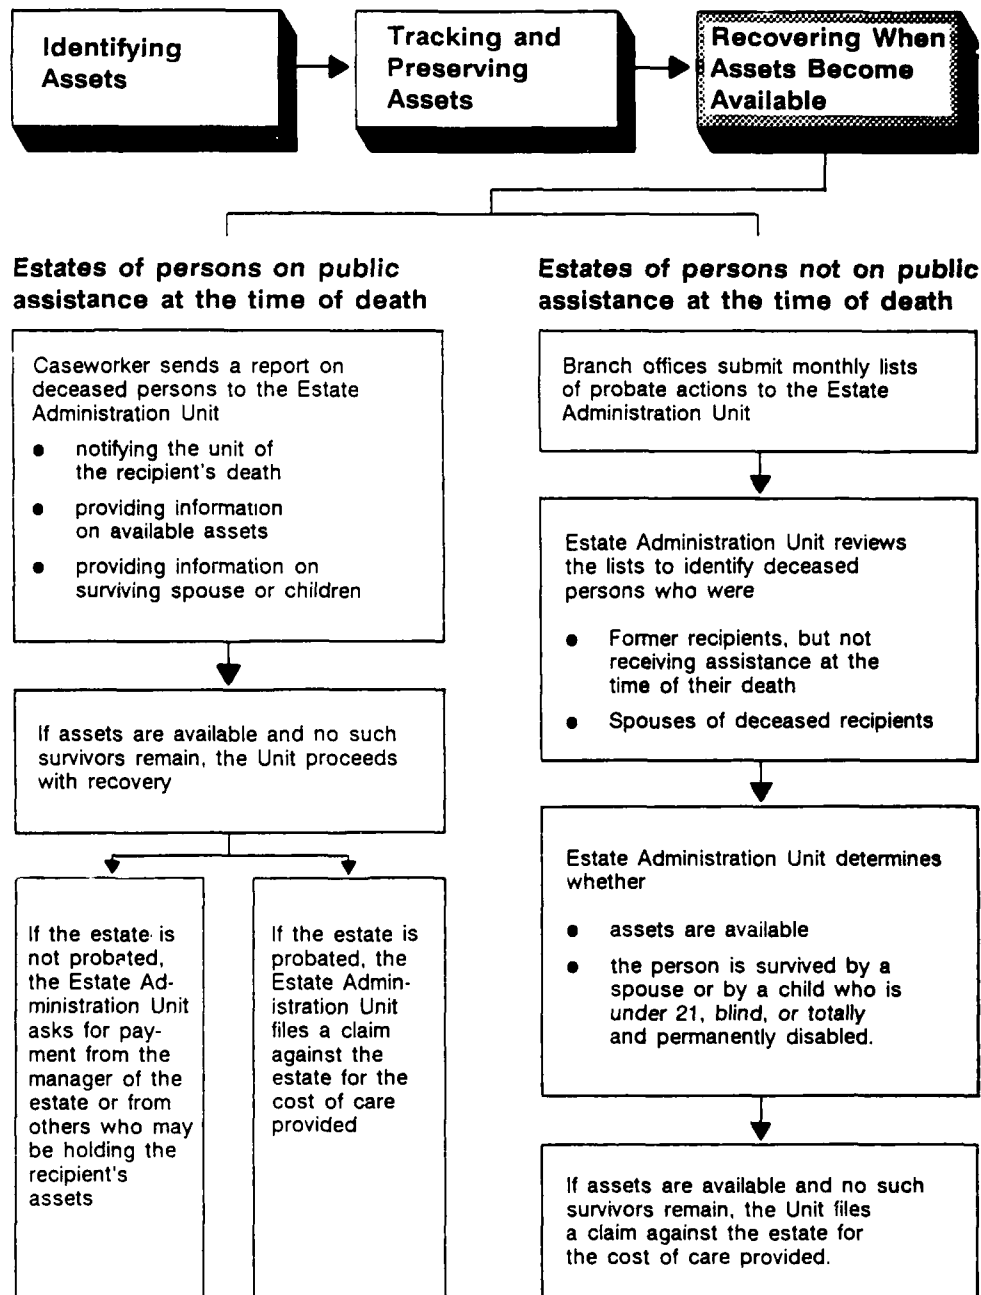 Identifying
Assets
Tracking and
Preserving
Assets
Recovering When
Assets Become
Available
Estates of persons on public
assistance at the time of death
Caseworker sends a report on
deceased persons to the Estate
Administration Unit
● notifying the unit of
the recipient's death
● providing information
on available assets
● providing information on
surviving spouse or children
If assets are available and no such
survivors remain, the Unit proceeds
with recovery
If the estate is
not probated,
the Estate Ad-
ministration Unit
asks for pay-
ment from the
manager of the
estate or from
others who may
be holding the
recipient's
assets
If the estate is
probated, the
Estate Admin-
istration Unit
files a claim
against the
estate for the
cost of care
provided
Estates of persons not on public
assistance at the time of death
Branch offices submit monthly lists
of probate actions to the Estate
Administration Unit
Estate Administration Unit reviews
the lists to identify deceased
persons who were
● Former recipients, but not
receiving assistance at the
time of their death
● Spouses of deceased recipients
Estate Administration Unit determines
whether
● assets are available
● the person is survived by a
spouse or by a child who is
under 21, blind, or totally
and permanently disabled.
If assets are available and no such
survivors remain, the Unit files
a claim against the estate for
the cost of care provided.